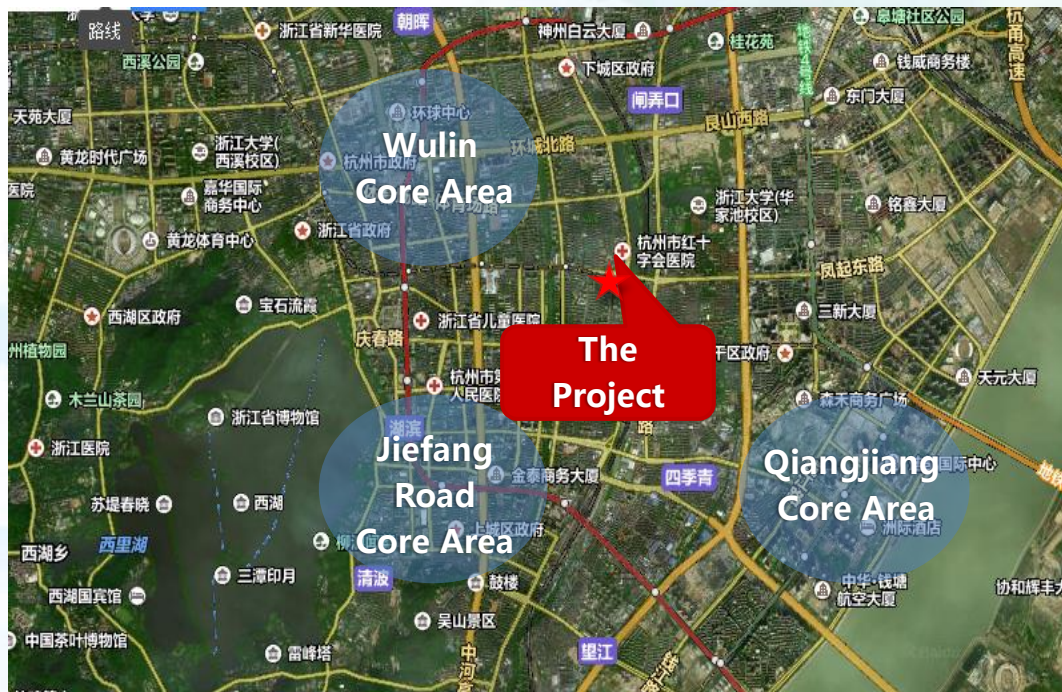 路线
浙江省新华医院
朝晖
神州白云大厦
皋塘社区公园
杭甬高速
西溪公园
下城区政府
桂花苑
地铁4号线
钱威商务楼
天苑大厦
环球中心
闸弄口
东门大厦
艮山西路
黄龙时代广场
浙江大学(
西溪校区)
杭州市政府
环城北路
Wulin
Core Area
医院
嘉华国际
商务中心
浙江大学(华
家池校区)
铭鑫大厦
黄龙体育中心
浙江省政府
杭州市红十
字会医院
凤起东路
宝石流霞
西湖区政府
浙江省儿童医院
三新大厦
庆春路
州植物园
The
Project
干区政府
杭州市第
人民医院
天元大厦
木兰山茶园
浙江省博物馆
湖滨
路
森禾商务广场
浙江医院
Jiefang
Road
Core Area
金泰商务大厦
四季青
Qiangjiang
Core Area
国际中心
苏堤春晓
西湖
上城区政府
洲际酒店
西湖乡
西里湖
柳
三潭印月
清波
鼓楼
中华·钱塘
航空大厦
协和辉丰大
西湖国宾馆
吴山景区
中国茶叶博物馆
雷峰塔
中河高
望江